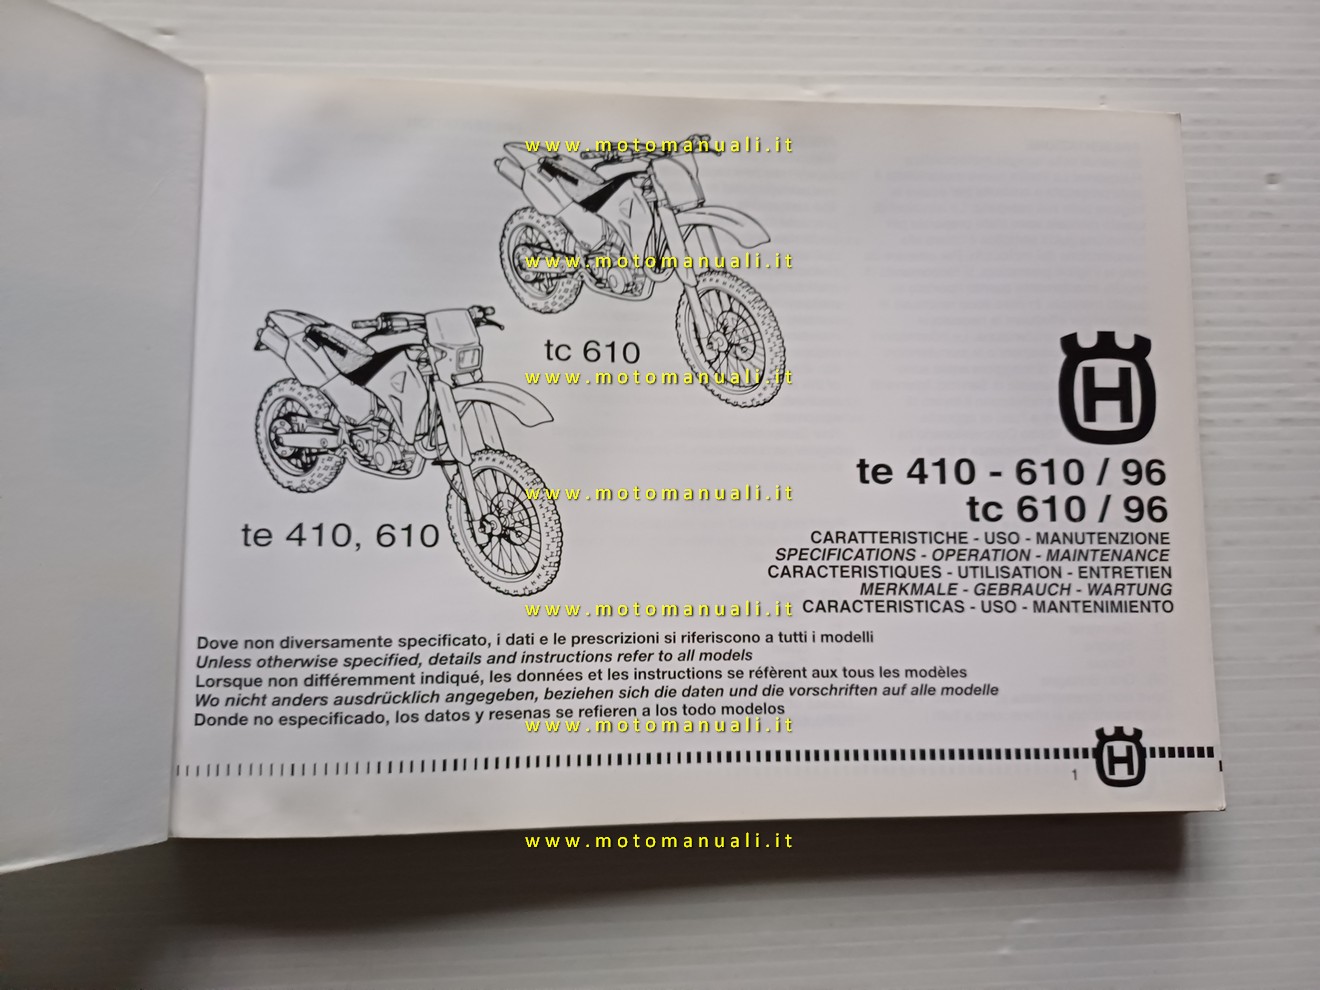 www.motomanuali.it
www.motomanuali.it
tc 610
www.motomanuali.it
H
te 410 - 610 / 96
www.motomanuali.it
tc 610 / 96
te 410, 610
CARATTERISTICHE - USO - MANUTENZIONE
SPECIFICATIONS - OPERATION - MAINTENANCE
CARACTERISTIQUES - UTILISATION - ENTRETIEN
MERKMALE - GEBRAUCH - WARTUNG
CARACTERISTICAS - USO - MANTENIMIENTO
www.motomanuali.it
Dove non diversamente specificato, i dati e le prescrizioni si riferiscono a tutti i modelli
Unless otherwise specified, details and instructions refer to all models
Lorsque non différemment indiqué, les données et les instructions se réfèrent aux tous les modèles
Wo nicht anders ausdrücklich angegeben, beziehen sich die daten und die vorschriften auf alle modelle
Donde no especificado, los datos y resenas se refieren a los todo modelos
www.motomanuali.it
1
H
www.motomanuali.it